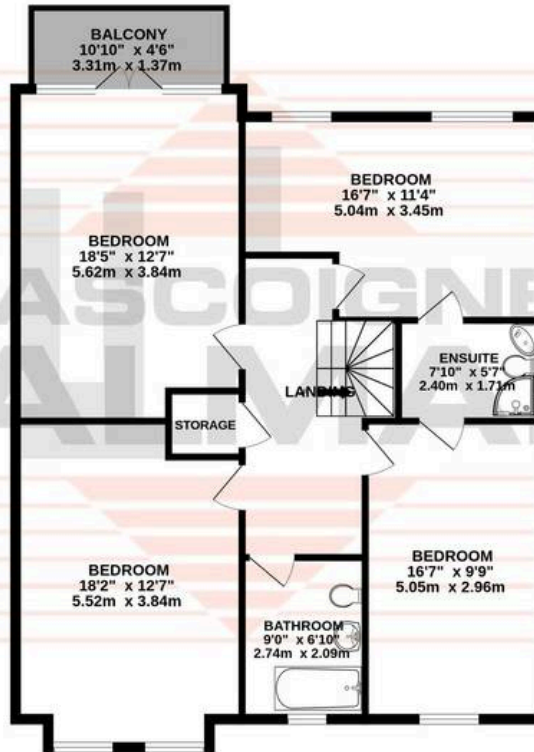 BALCONY
10'10" x 4'6"
3.31m x 1.37m
BEDROOM
16'7" x 11'4"
5.04m x 3.45m
BEDROOM
18'5" x 12'7"
5.62m x 3.84m
ASCOIGNE
ALMA
ENSUITE
7'10" x 5'7"
2.40m x 1.71m
LANDING
STORAGE
BEDROOM
18'2" x 12'7"
5.52m x 3.84m
BEDROOM
16'7" x 9'9"
5.05m x 2.96m
BATHROOM
9'0" x 6'10"
2.74m x 2.09m